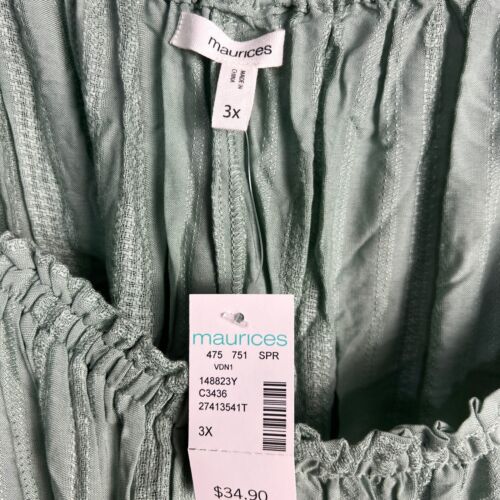 maurices
MADE IN
CHINA
3x
maurices
475 751 SPR
VDN1
148823Y
C3436
27413541T
3X
$34.90